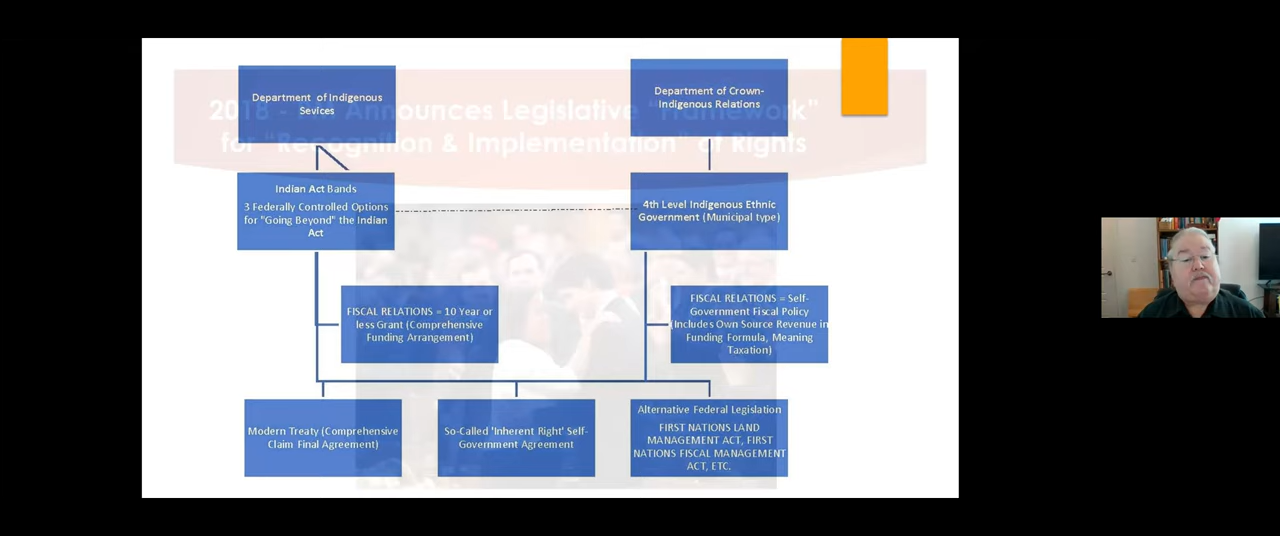 2018 - Announces Legislative "Framework"
for "Recognition & Implementation" of Rights
Department of Indigenous
Sevices
Department of Crown-
Indigenous Relations
Indian Act Bands
3 Federally Controlled Options
for "Going Beyond" the Indian
Act
4th Level Indigenous Ethnic
Government (Municipal type)
FISCAL RELATIONS = 10 Year or
less Grant (Comprehensive
Funding Arrangement)
FISCAL RELATIONS = Self-
Government Fiscal Policy
(Includes Own Source Revenue in
Funding Formula, Meaning
Taxation)
Modern Treaty (Comprehensive
Claim Final Agreement)
So-Called 'Inherent Right' Self-
Government Agreement
Alternative Federal Legislation
FIRST NATIONS LAND
MANAGEMENT ACT, FIRST
NATIONS FISCAL MANAGEMENT
ACT, ETC.